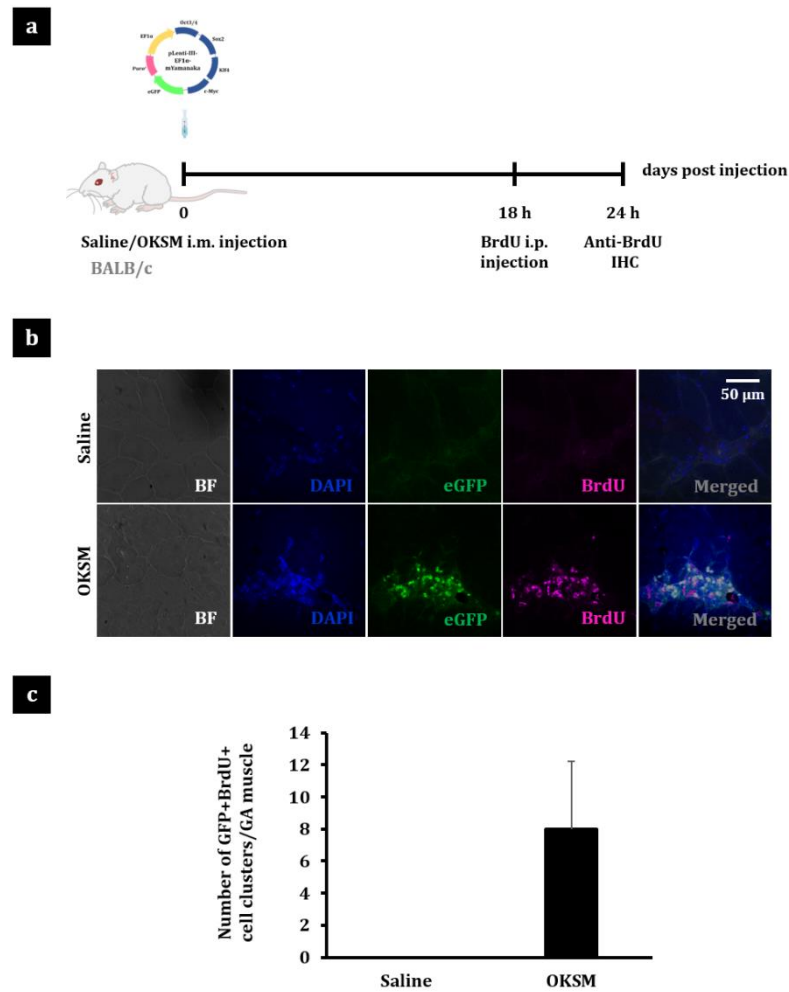 a
Oct3/4
EF1α
Sox2
pLenti-III-
EF1α-
mYamanaka
Puroʳ
Klf4
eGFP
c-Myc
days post injection
0
18 h
24 h
Saline/OKSM i.m. injection
BrdU i.p.
injection
Anti-BrdU
IHC
BALB/c
b
Saline
50 μm
BF
DAPI
eGFP
BrdU
Merged
OKSM
BF
DAPI
eGFP
BrdU
Merged
c
Number of GFP+BrdU+
cell clusters/GA muscle
14
12
10
8
6
4
2
0
Saline
OKSM